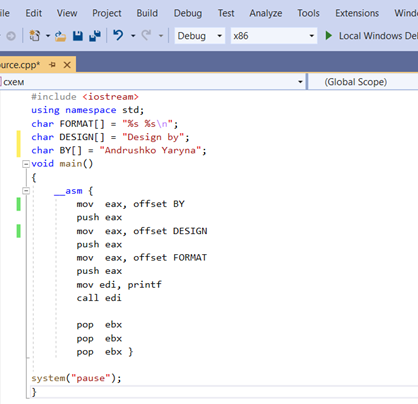 ile Edit View Project Build Debug Test Analyze Tools Extensions Window
Debug x86 Local Windows Del
ource.cpp*
схем (Global Scope)
#include <iostream>
using namespace std;
char FORMAT[] = "%s %s\n";
char DESIGN[] = "Design by";
char BY[] = "Andrushko Yaryna";
void main()
{
__asm {
mov eax, offset BY
push eax
mov eax, offset DESIGN
push eax
mov eax, offset FORMAT
push eax
mov edi, printf
call edi
pop ebx
pop ebx
pop ebx }
system("pause");
}